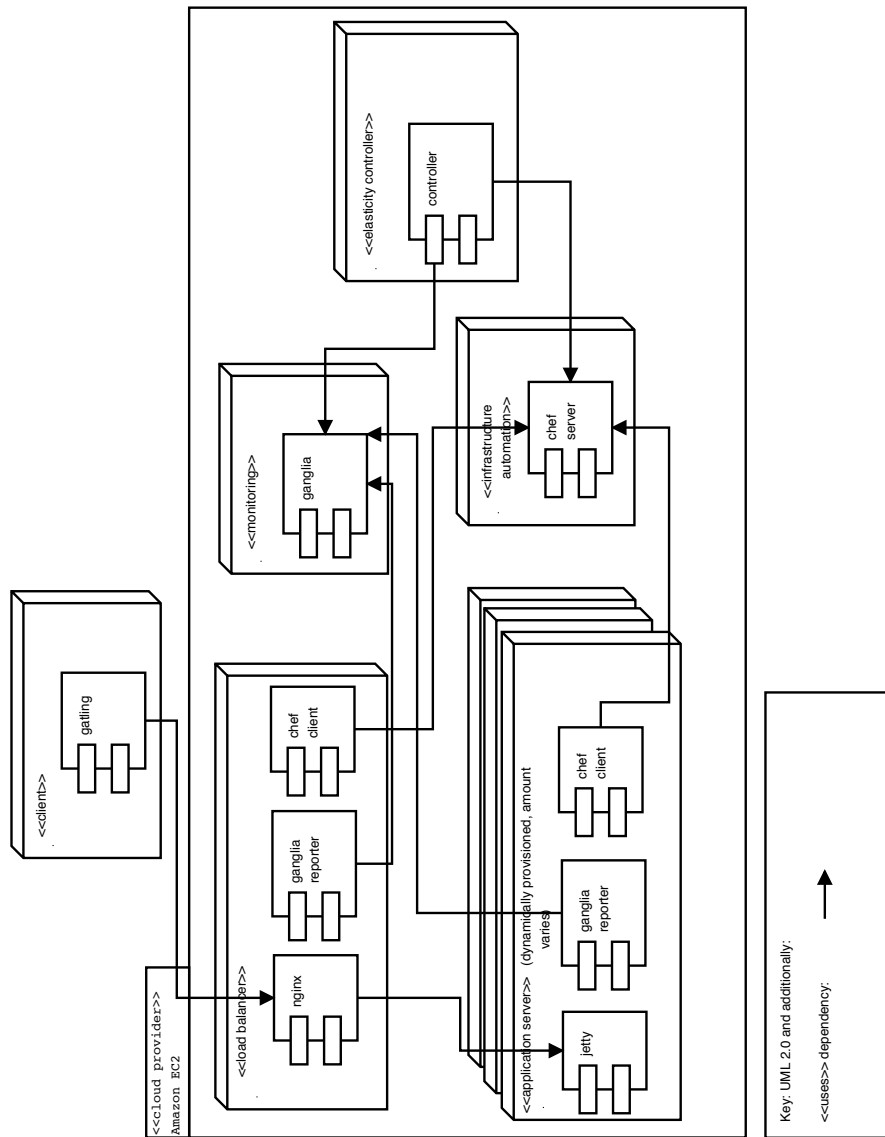 <<cloud provider>>
Amazon EC2
<<client>>
gatling
<<load balancer>>
nginx
ganglia
reporter
chef
client
<<monitoring>>
ganglia
<<elasticity controller>>
controller
<<infrastructure
automation>>
chef
server
<<application server>> (dynamically provisioned, amount
varies)
jetty
ganglia
reporter
chef
client
Key: UML 2.0 and additionally:
<<uses>> dependency: